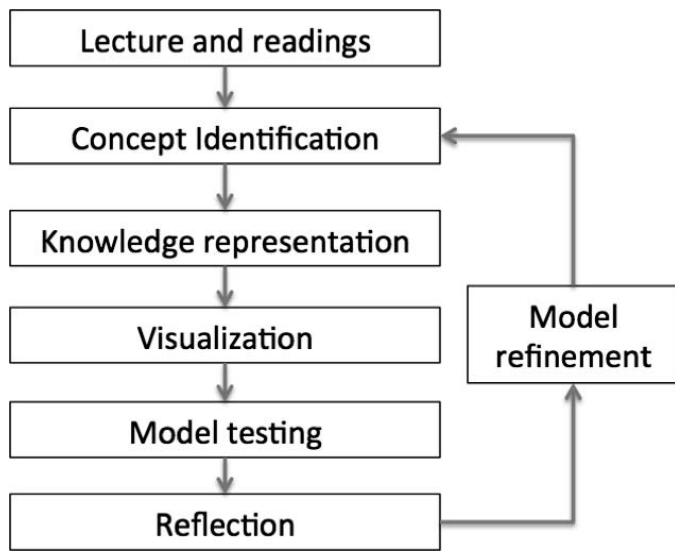 Lecture and readings
Concept Identification
Knowledge representation
Visualization
Model
refinement
Model testing
Reflection